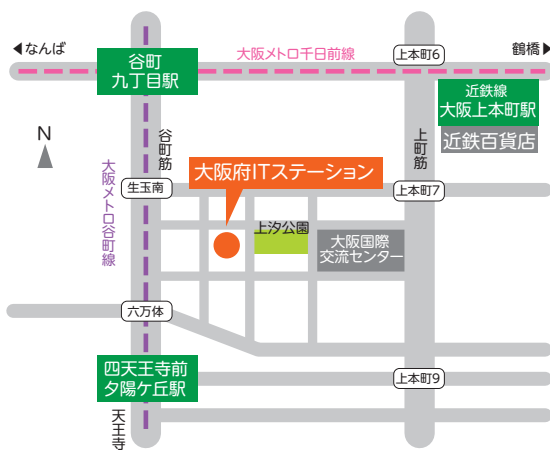 なんば
大阪メトロ千日前線
上本町6
鶴橋
谷町
九丁目駅
近鉄線
大阪上本町駅
近鉄百貨店
N
谷町筋
上町筋
大阪メトロ谷町線
大阪府ITステーション
生玉南
上本町7
上汐公園
大阪国際
交流センター
六万体
四天王寺前
夕陽ケ丘駅
上本町9
天王寺